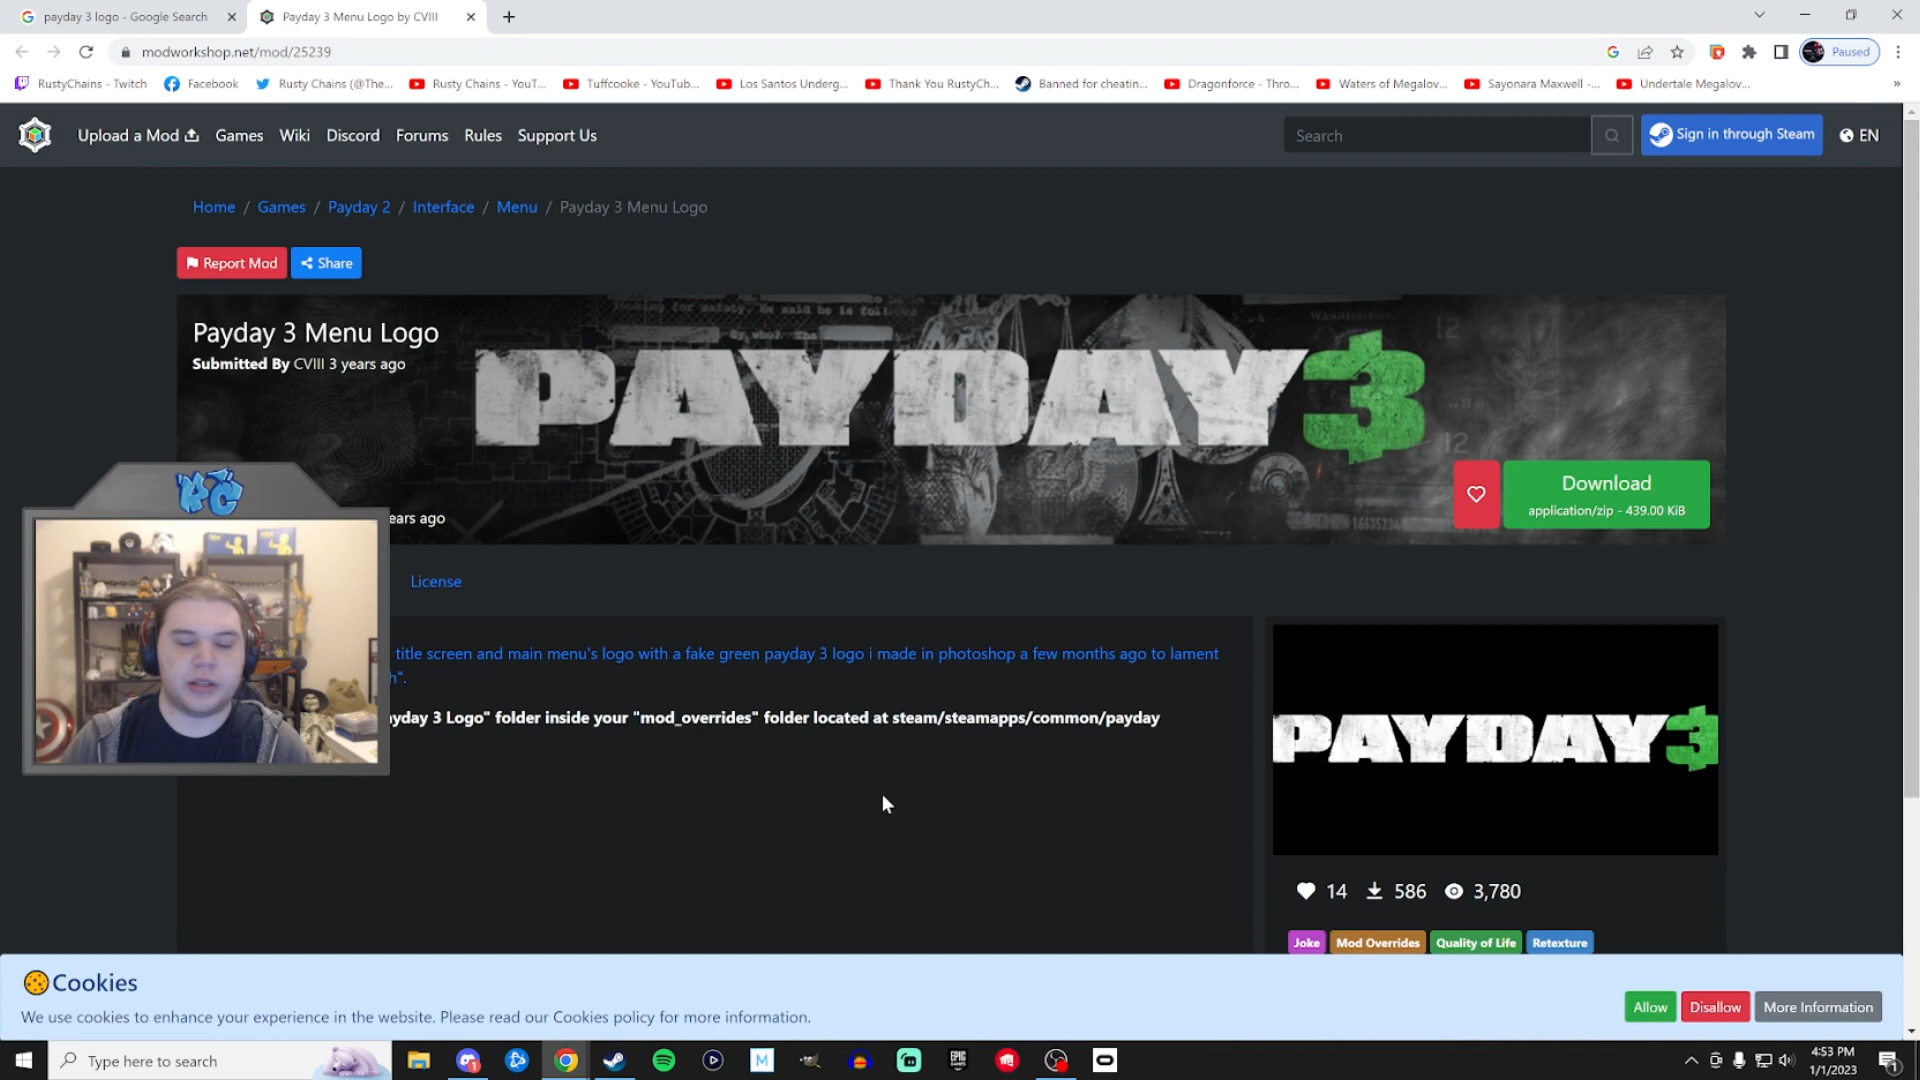 payday 3 logo - Google Search
Payday 3 Menu Logo by CVIII
modworkshop.net/mod/25239
Paused
RustyChains - Twitch
Facebook
Rusty Chains (@The...
Rusty Chains - YouT...
Tuffcooke - YouTub...
Los Santos Underg...
Thank You RustyCh...
Banned for cheatin...
Dragonforce - Thro...
Waters of Megalov...
Sayonara Maxwell -...
Undertale Megalov...
Upload a Mod
Games
Wiki
Discord
Forums
Rules
Support Us
Search
Sign in through Steam
EN
Home / Games / Payday 2 / Interface / Menu / Payday 3 Menu Logo
Report Mod
Share
Payday 3 Menu Logo
Submitted By CVIII 3 years ago
PAYDAY3
ears ago
Download
application/zip - 439.00 KiB
RC
License
title screen and main menu's logo with a fake green payday 3 logo i made in photoshop a few months ago to lament
h".
yday 3 Logo" folder inside your "mod_overrides" folder located at steam/steamapps/common/payday
PAYDAY3
14
586
3,780
Joke
Mod Overrides
Quality of Life
Retexture
Cookies
We use cookies to enhance your experience in the website. Please read our Cookies policy for more information.
Allow
Disallow
More Information
Type here to search
4:53 PM
1/1/2023